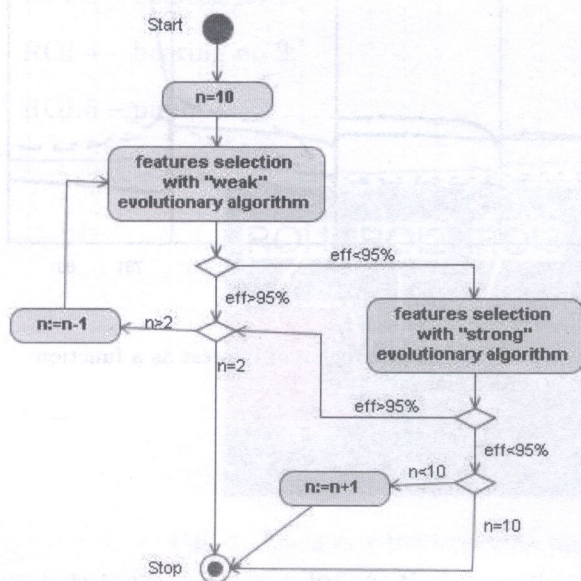 Start
n=10
features selection
with "weak"
evolutionary algorithm
eff<95%
eff>95%
n:=n-1
n≥2
n=2
features selection
with "strong"
evolutionary algorithm
eff>95%
eff<95%
n<10
n:=n+1
n=10
Stop